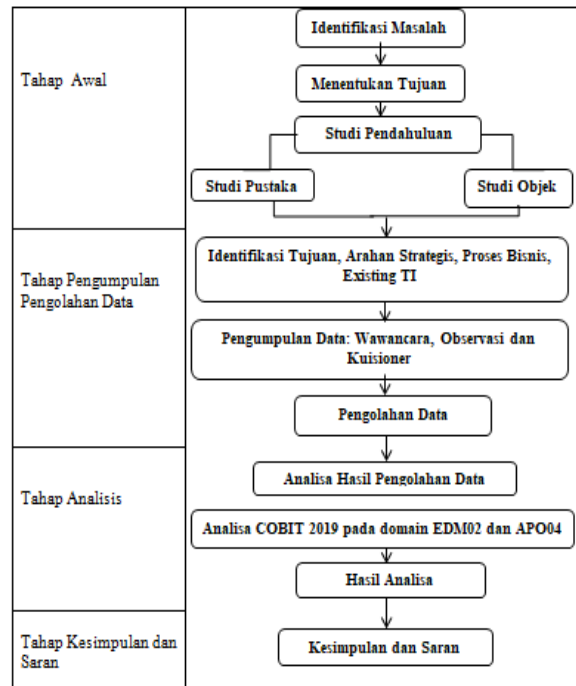 Tahap Awal
Identifikasi Masalah
Menentukan Tujuan
Studi Pendahuluan
Studi Pustaka
Studi Objek
Tahap Pengumpulan
Pengolahan Data
Identifikasi Tujuan, Arahan Strategis, Proses Bisnis,
Existing TI
Pengumpulan Data: Wawancara, Observasi dan
Kuisioner
Pengolahan Data
Tahap Analisis
Analisa Hasil Pengolahan Data
Analisa COBIT 2019 pada domain EDM02 dan APO04
Hasil Analisa
Tahap Kesimpulan dan
Saran
Kesimpulan dan Saran